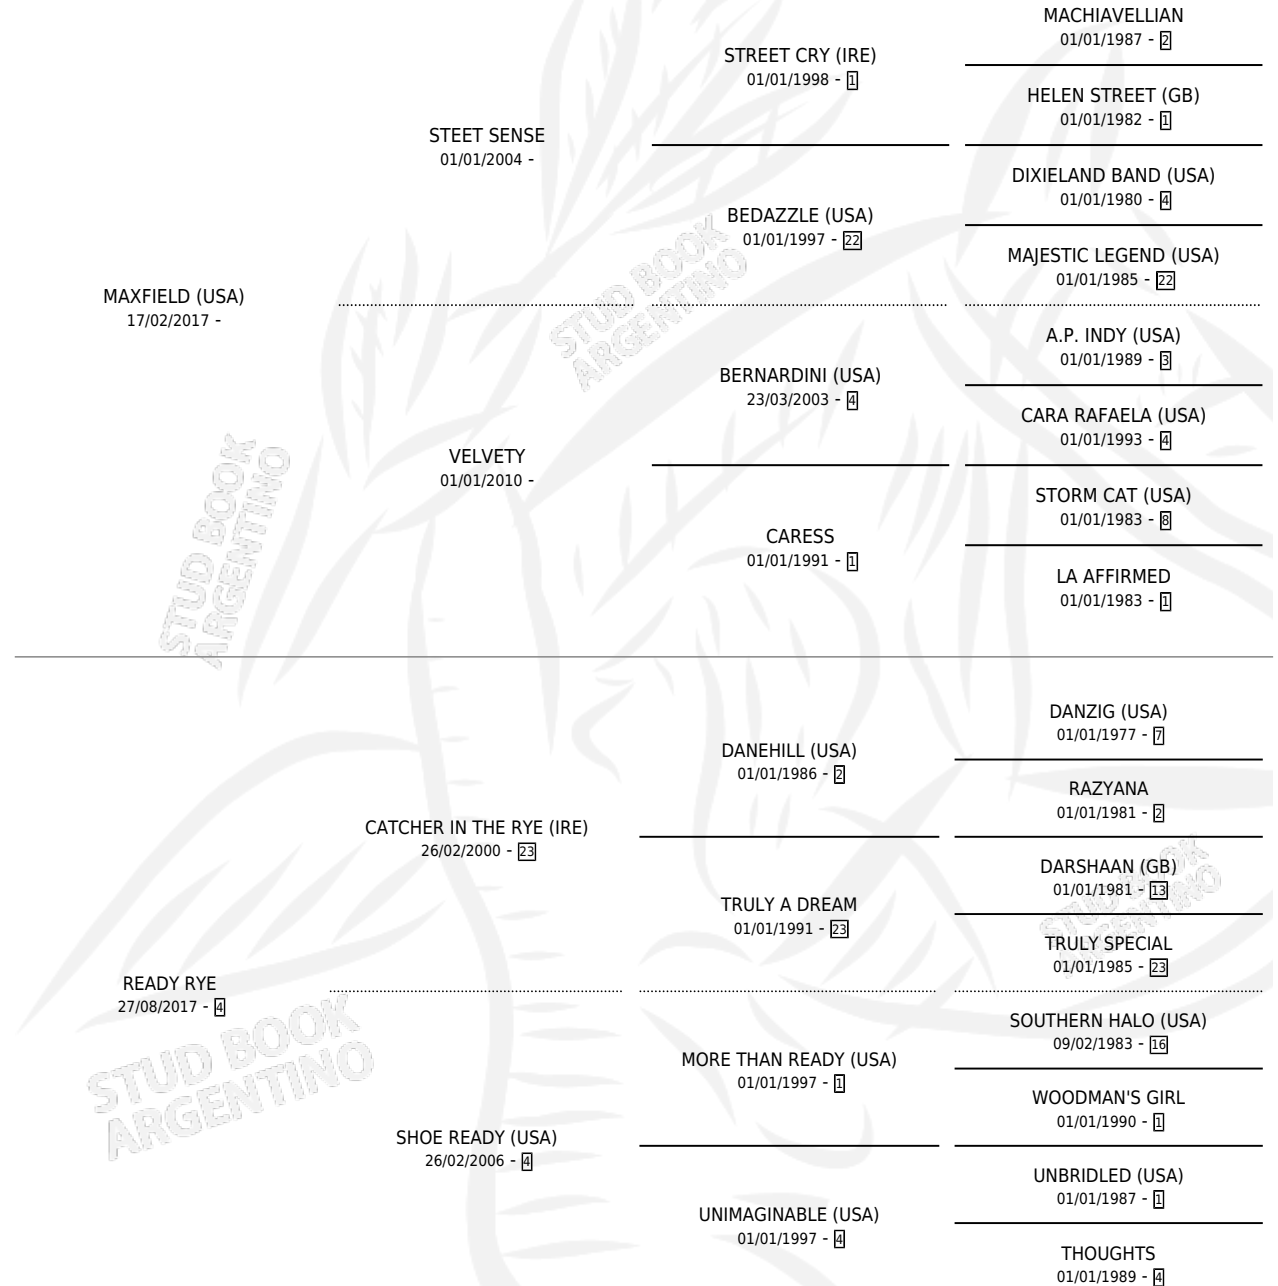 MACHIAVELLIAN
01/01/1987 - 2
STREET CRY (IRE)
01/01/1998 - 1
HELEN STREET (GB)
01/01/1982 - 1
STEET SENSE
01/01/2004 -
DIXIELAND BAND (USA)
01/01/1980 - 4
BEDAZZLE (USA)
01/01/1997 - 22
MAJESTIC LEGEND (USA)
01/01/1985 - 22
MAXFIELD (USA)
17/02/2017 -
A.P. INDY (USA)
01/01/1989 - 3
BERNARDINI (USA)
23/03/2003 - 4
CARA RAFAELA (USA)
01/01/1993 - 4
VELVETY
01/01/2010 -
STORM CAT (USA)
01/01/1983 - 8
CARESS
01/01/1991 - 1
LA AFFIRMED
01/01/1983 - 1
DANZIG (USA)
01/01/1977 - 7
DANEHILL (USA)
01/01/1986 - 2
RAZYANA
01/01/1981 - 2
CATCHER IN THE RYE (IRE)
26/02/2000 - 23
DARSHAAN (GB)
01/01/1981 - 13
TRULY A DREAM
01/01/1991 - 23
TRULY SPECIAL
01/01/1985 - 23
READY RYE
27/08/2017 - 4
SOUTHERN HALO (USA)
09/02/1983 - 16
MORE THAN READY (USA)
01/01/1997 - 1
WOODMAN'S GIRL
01/01/1990 - 1
SHOE READY (USA)
26/02/2006 - 4
UNBRIDLED (USA)
01/01/1987 - 1
UNIMAGINABLE (USA)
01/01/1997 - 4
THOUGHTS
01/01/1989 - 4
STUD BOOK
ARGENTINO
STUD BOOK
ARGENTINO
STUD BOOK
ARGENTINO
STUD BOOK
ARGENTINO